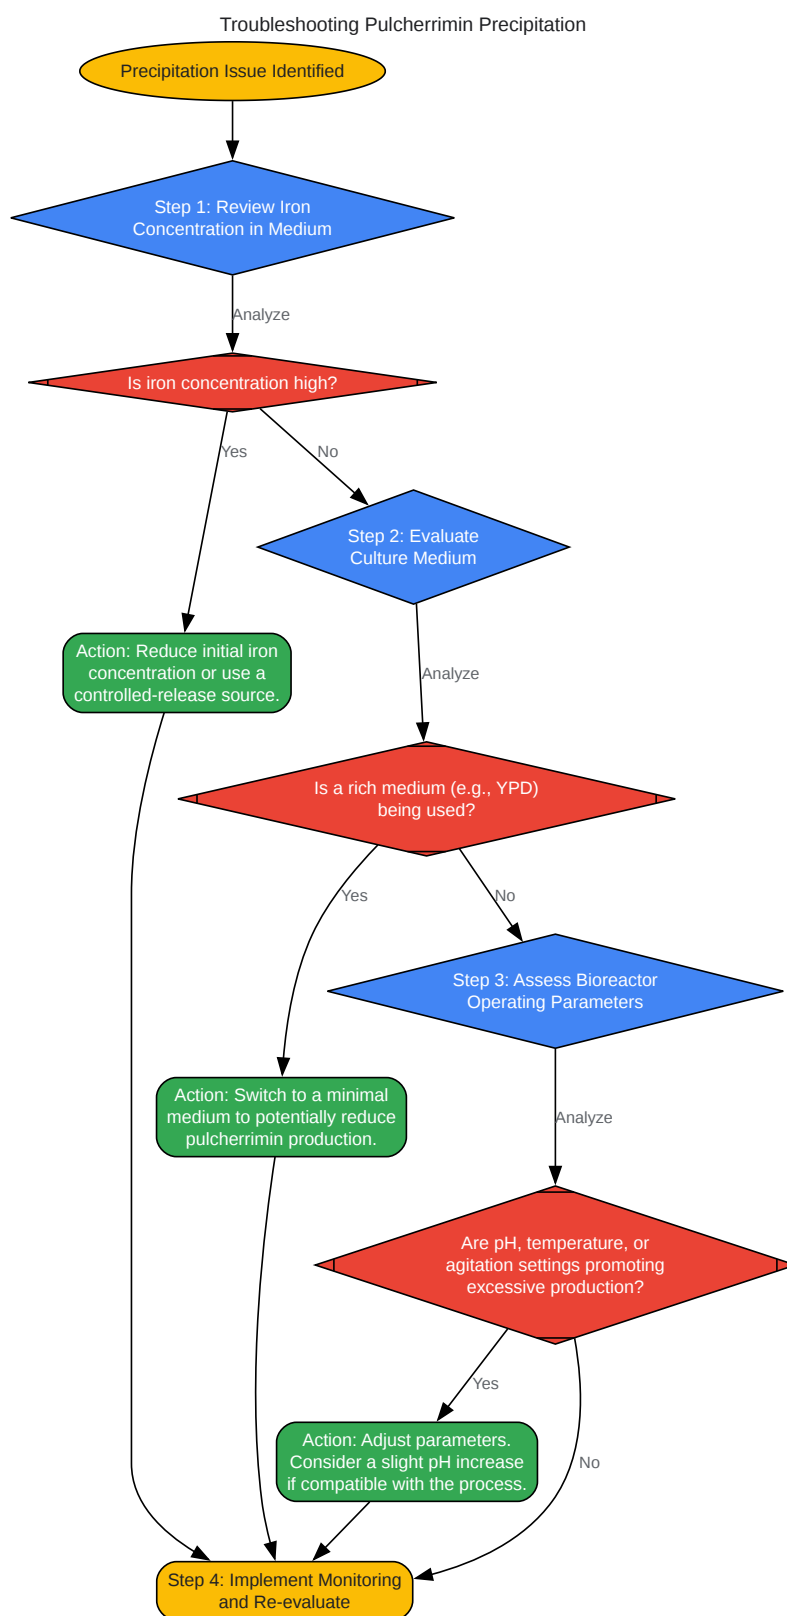 Troubleshooting Pulcherrimin Precipitation
Precipitation Issue Identified
Step 1: Review Iron
Concentration in Medium
Analyze
Is iron concentration high?
Yes
No
Step 2: Evaluate
Culture Medium
Action: Reduce initial iron
concentration or use a
controlled-release source.
Analyze
Is a rich medium (e.g., YPD)
being used?
Yes
No
Step 3: Assess Bioreactor
Operating Parameters
Action: Switch to a minimal
medium to potentially reduce
pulcherrimin production.
Analyze
Are pH, temperature, or
agitation settings promoting
excessive production?
Yes
Action: Adjust parameters.
Consider a slight pH increase
if compatible with the process.
No
Step 4: Implement Monitoring
and Re-evaluate